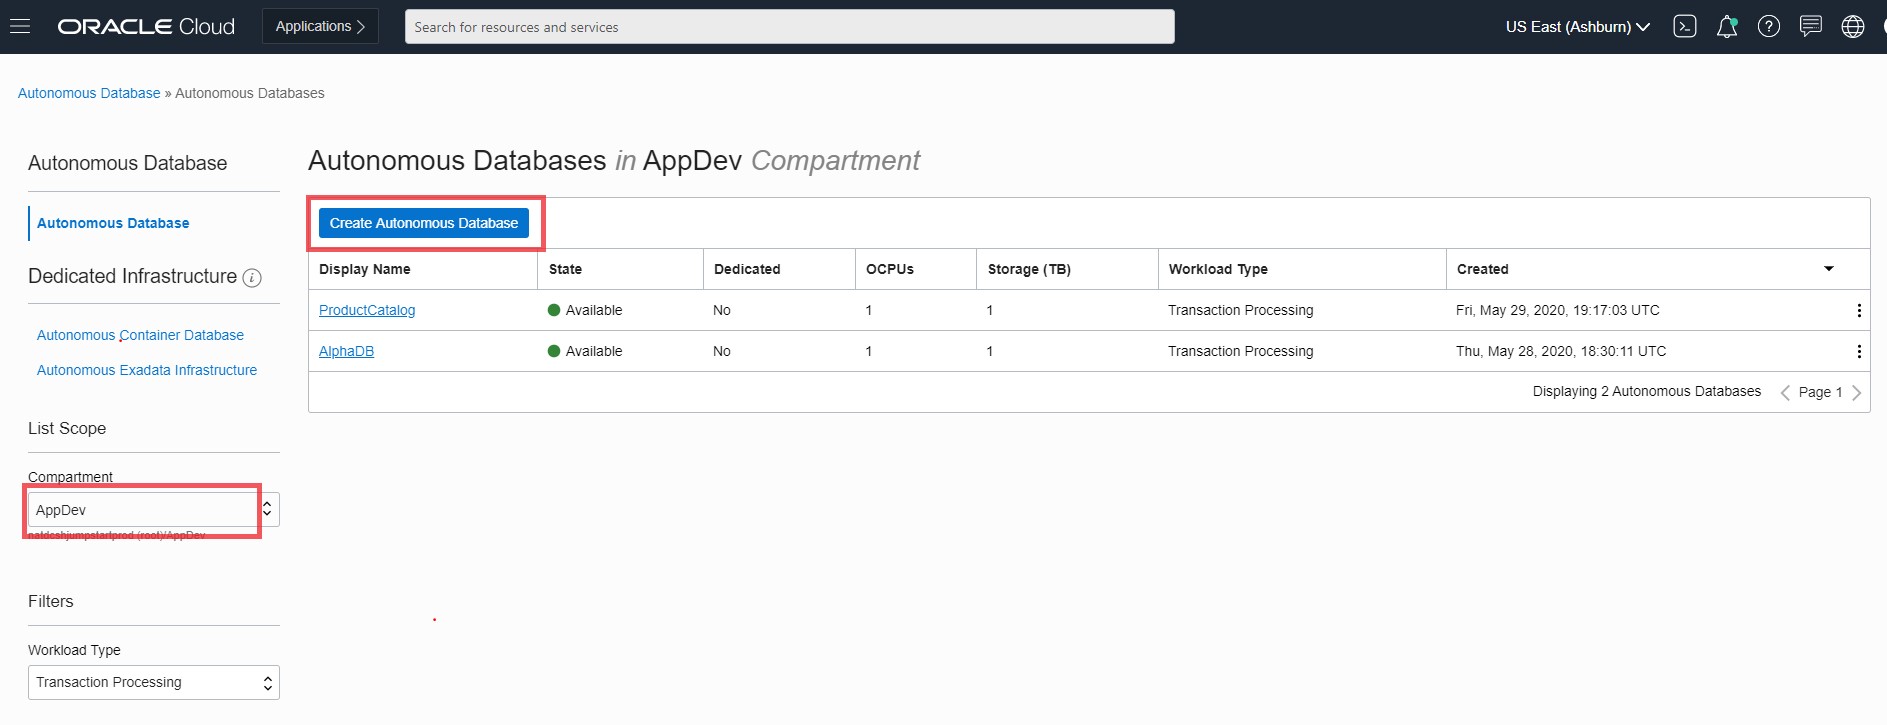 ORACLE Cloud Applications Search for resources and services US East (Ashburn)
Autonomous Database » Autonomous Databases
Autonomous Database
Autonomous Database
Dedicated Infrastructure
Autonomous Container Database
Autonomous Exadata Infrastructure
List Scope
Compartment
AppDev
natdcshjumpstartprod (root)/AppDev
Filters
Workload Type
Transaction Processing
Autonomous Databases in AppDev Compartment
Create Autonomous Database
Display Name State Dedicated OCPUs Storage (TB) Workload Type Created
ProductCatalog Available No 1 1 Transaction Processing Fri, May 29, 2020, 19:17:03 UTC
AlphaDB Available No 1 1 Transaction Processing Thu, May 28, 2020, 18:30:11 UTC
Displaying 2 Autonomous Databases Page 1